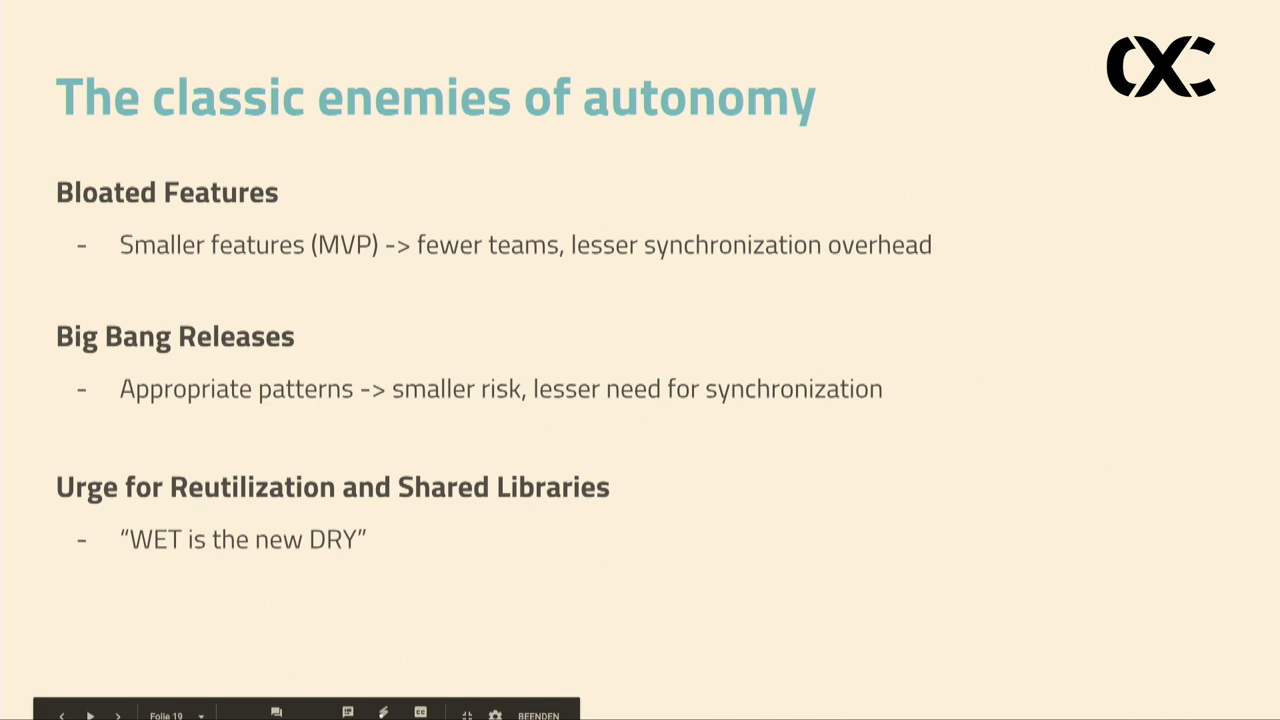 The classic enemies of autonomy
Bloated Features
- Smaller features (MVP) -> fewer teams, lesser synchronization overhead
Big Bang Releases
- Appropriate patterns -> smaller risk, lesser need for synchronization
Urge for Reutilization and Shared Libraries
- “WET is the new DRY”
Folie 19 BEENDEN